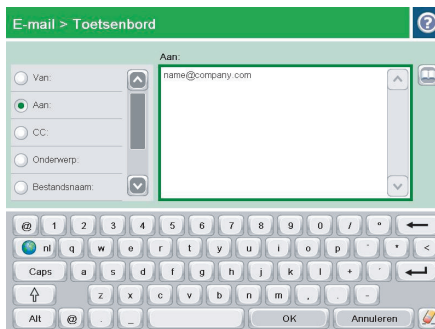 E-mail > Toetsenbord
?
Aan:
Van:
name@company.com
Aan:
CC:
Onderwerp:
Bestandsnaam:
@ 1 2 3 4 5 6 7 8 9 0 / °
nl q w e r t y u i o p ¨ * <
Caps a s d f g h j k l + ´
z x c v b n m , . -
Alt @ . _ OK Annuleren